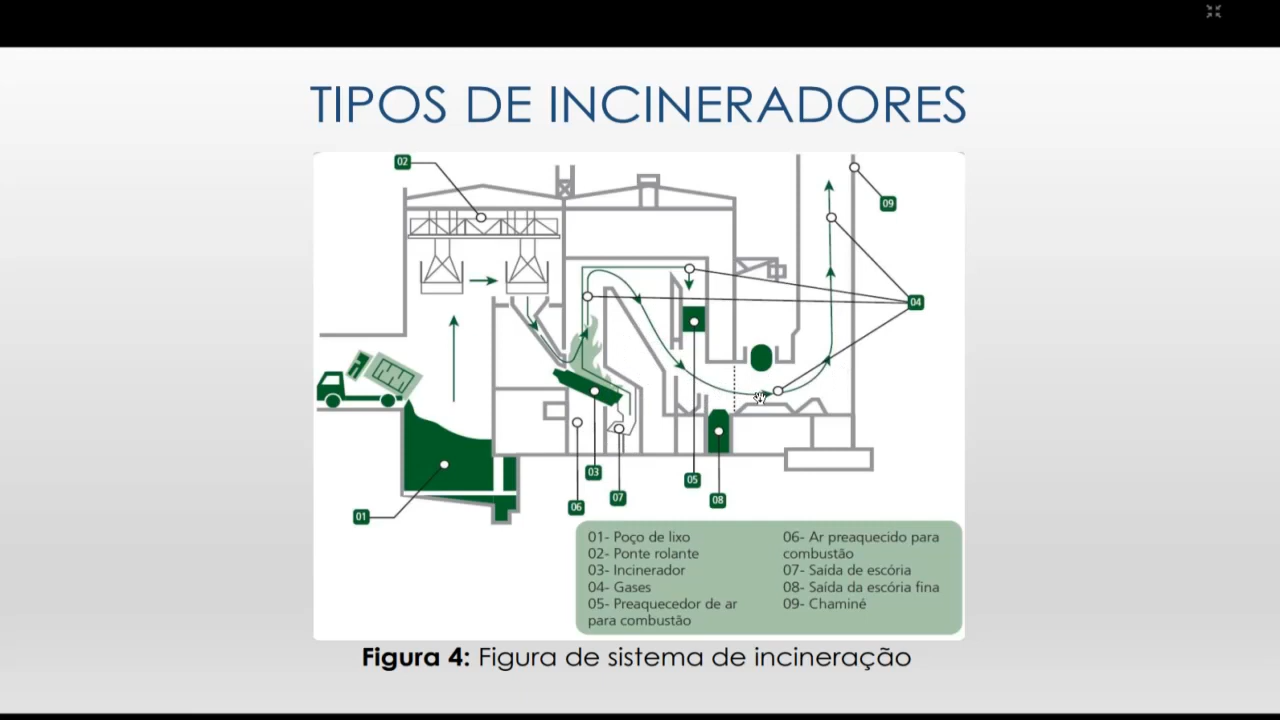 TIPOS DE INCINERADORES
02
09
04
01
06
03
07
05
08
01- Poço de lixo
02- Ponte rolante
03- Incinerador
04- Gases
05- Preaquecedor de ar
para combustão
06- Ar preaquecido para
combustão
07- Saída de escória
08- Saída da escória fina
09- Chaminé
Figura 4: Figura de sistema de incineração